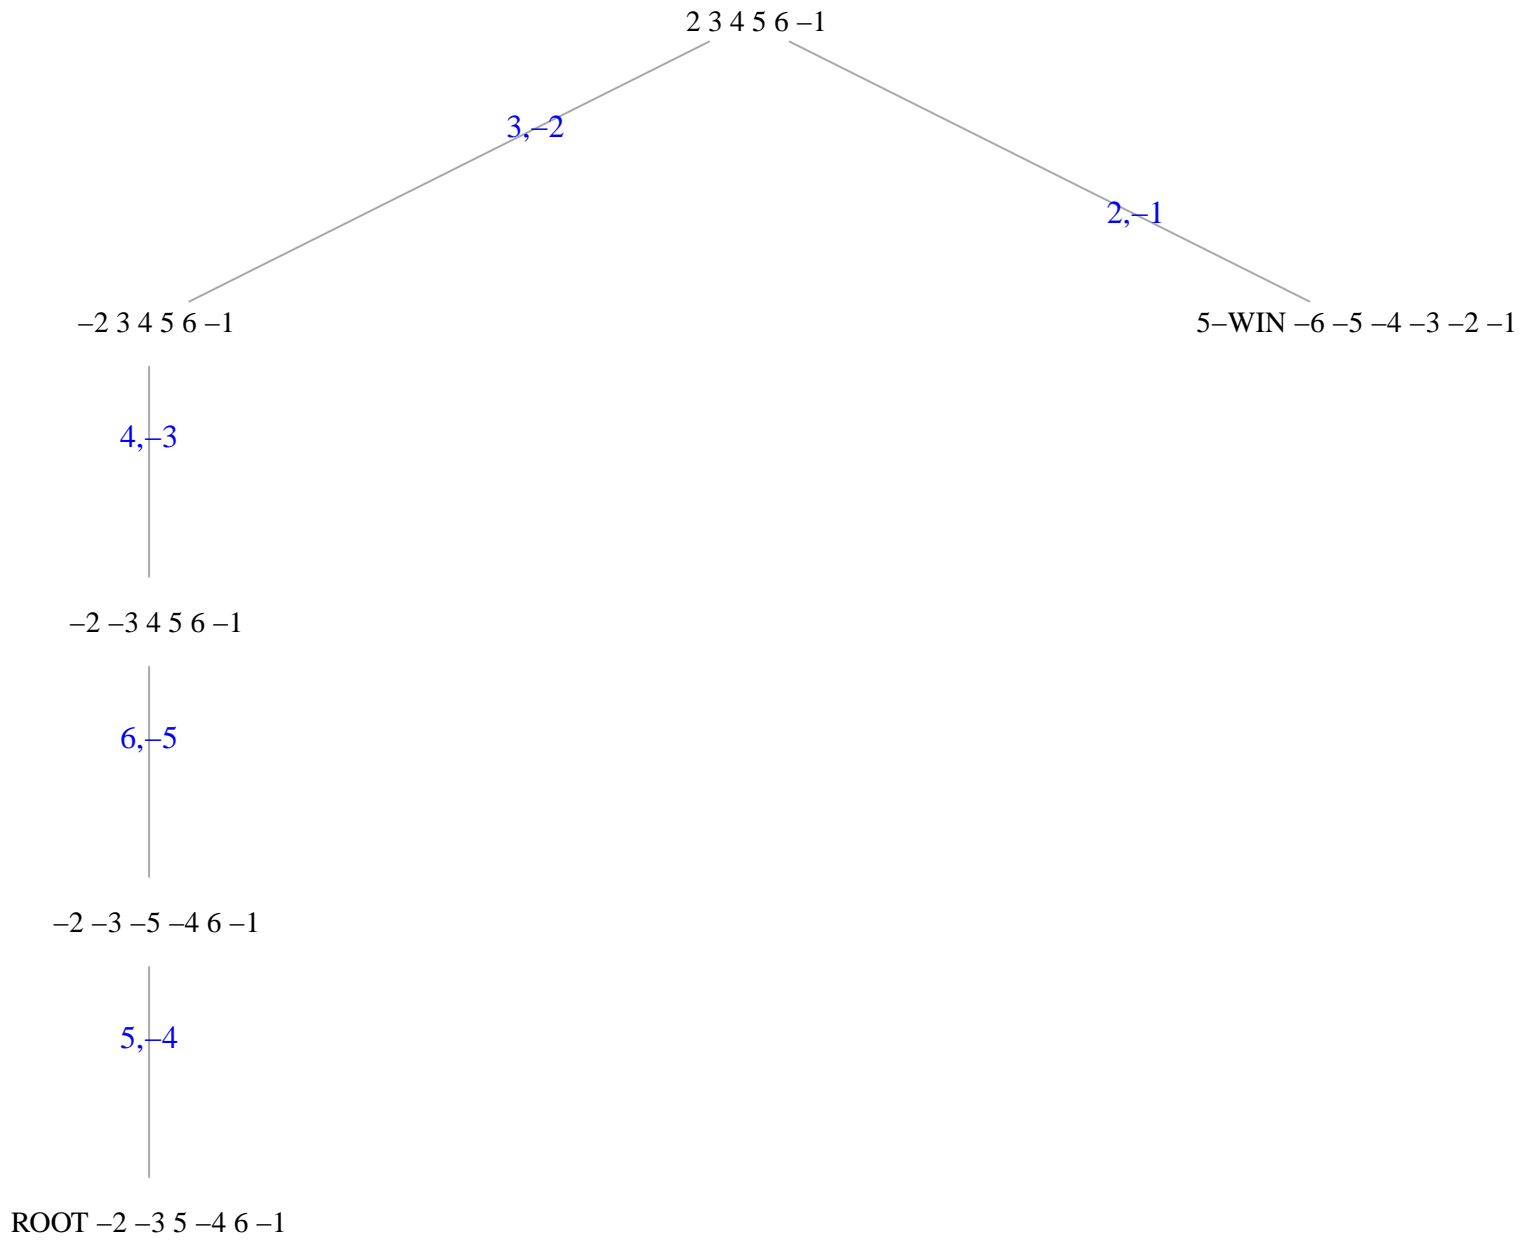 2 3 4 5 6 –1
3,–2
2,–1
–2 3 4 5 6 –1
5–WIN –6 –5 –4 –3 –2 –1
4,–3
–2 –3 4 5 6 –1
6,–5
–2 –3 –5 –4 6 –1
5,–4
ROOT –2 –3 5 –4 6 –1